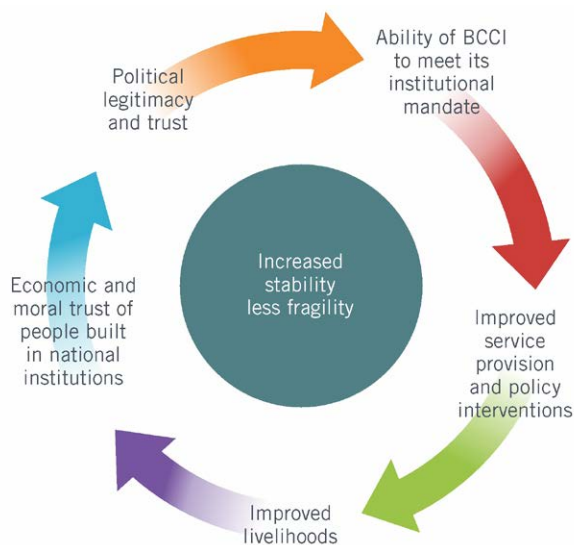 Political
legitimacy
and trust
Ability of BCCI
to meet its
institutional
mandate
Increased
stability
less fragility
Economic and
moral trust of
people built
in national
institutions
Improved
service
provision
and policy
interventions
Improved
livelihoods